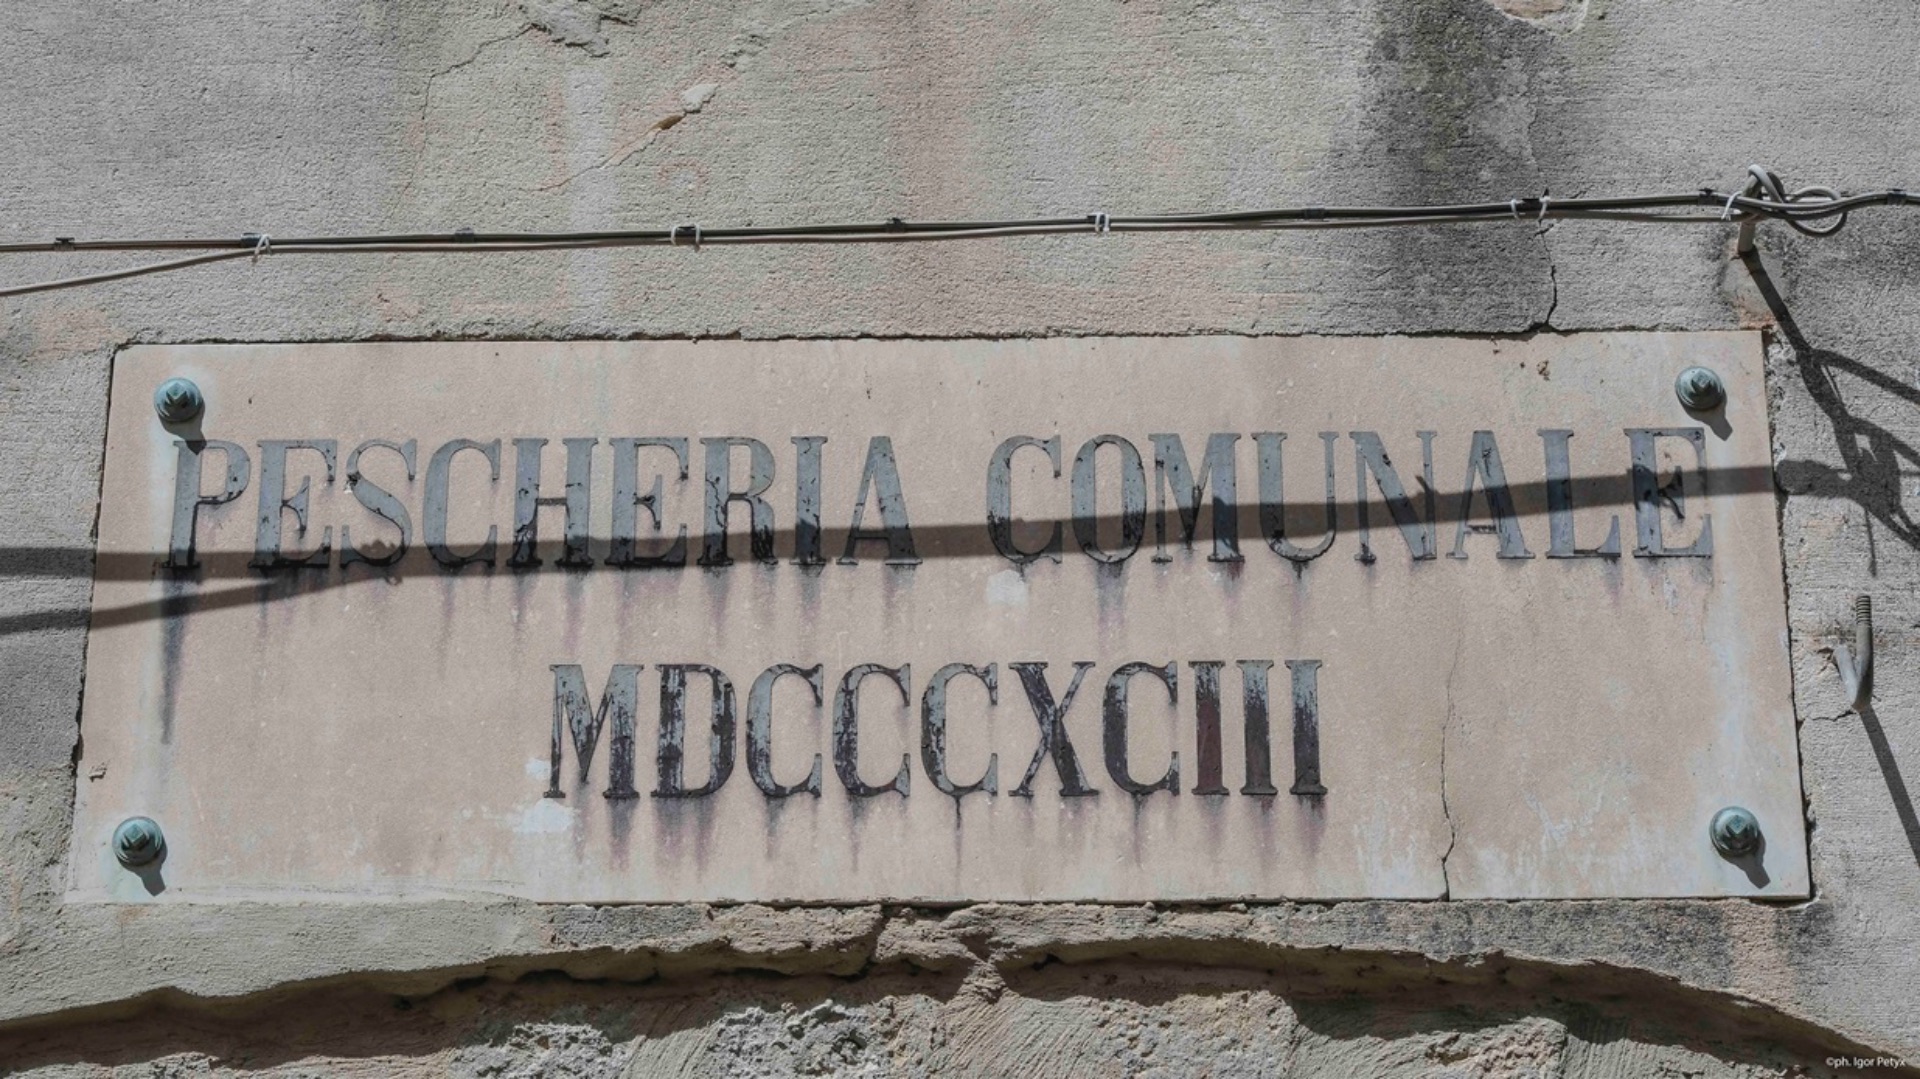 PESCHERIA COMUNALE
MDCCCXCIII
©ph. Igor Petyx